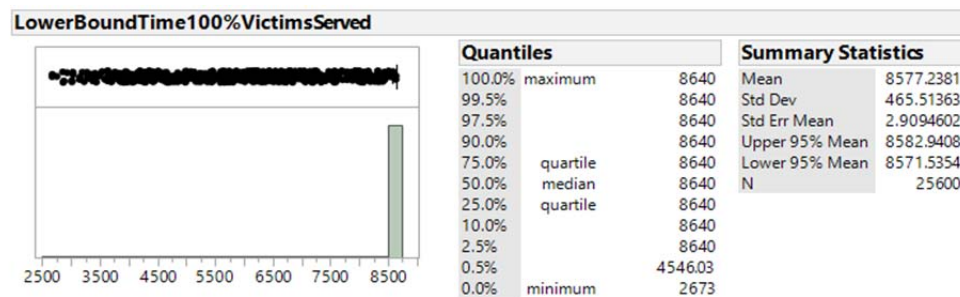 LowerBoundTime100%VictimsServed
2500 3500 4500 5500 6500 7500 8500
Quantiles
100.0% maximum 8640
99.5% 8640
97.5% 8640
90.0% 8640
75.0% quartile 8640
50.0% median 8640
25.0% quartile 8640
10.0% 8640
2.5% 8640
0.5% 4546.03
0.0% minimum 2673
Summary Statistics
Mean 8577.2381
Std Dev 465.51363
Std Err Mean 2.9094602
Upper 95% Mean 8582.9408
Lower 95% Mean 8571.5354
N 25600